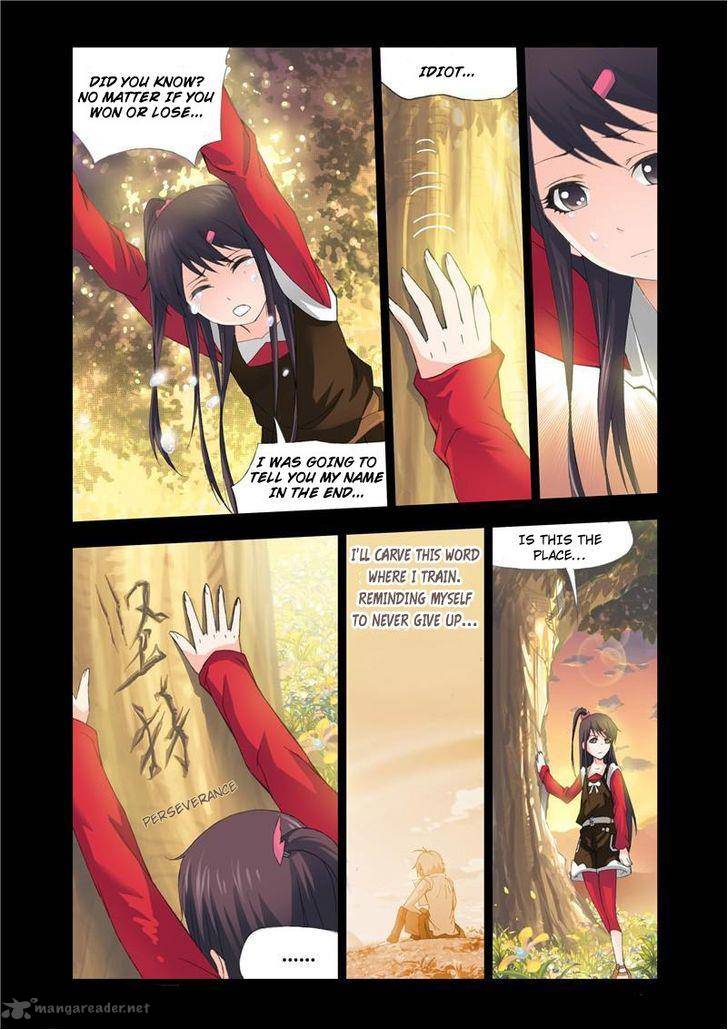 DID YOU KNOW?
NO MATTER IF YOU
WON OR LOSE...
I WAS GOING TO
TELL YOU MY NAME
IN THE END...
IDIOT...
坚
持
PERSEVERANCE
......
I'LL CARVE THIS WORD
WHERE I TRAIN.
REMINDING MYSELF
TO NEVER GIVE UP...
IS THIS THE
PLACE...
mangareader.net